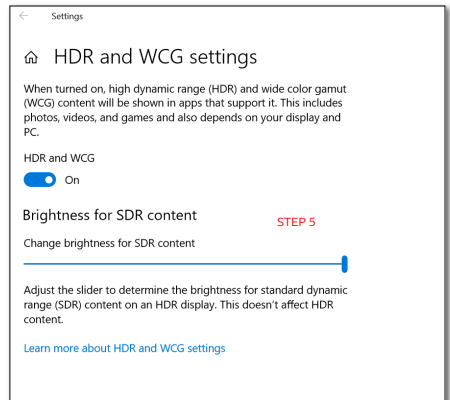 Settings
HDR and WCG settings
When turned on, high dynamic range (HDR) and wide color gamut
(WCG) content will be shown in apps that support it. This includes
photos, videos, and games and also depends on your display and
PC.
HDR and WCG
On
Brightness for SDR content
STEP 5
Change brightness for SDR content
Adjust the slider to determine the brightness for standard dynamic
range (SDR) content on an HDR display. This doesn't affect HDR
content.
Learn more about HDR and WCG settings